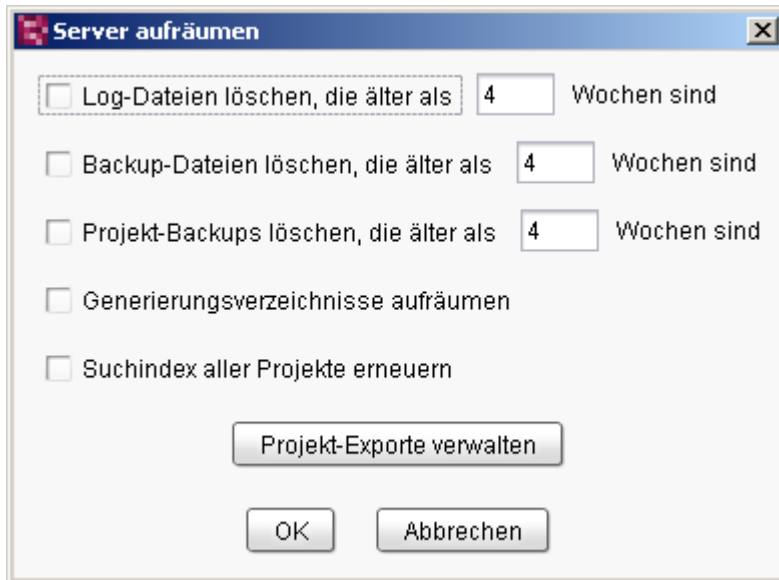 Server aufräumen
Log-Dateien löschen, die älter als 4 Wochen sind
Backup-Dateien löschen, die älter als 4 Wochen sind
Projekt-Backups löschen, die älter als 4 Wochen sind
Generierungsverzeichnisse aufräumen
Suchindex aller Projekte erneuern
Projekt-Exporte verwalten
OK Abbrechen